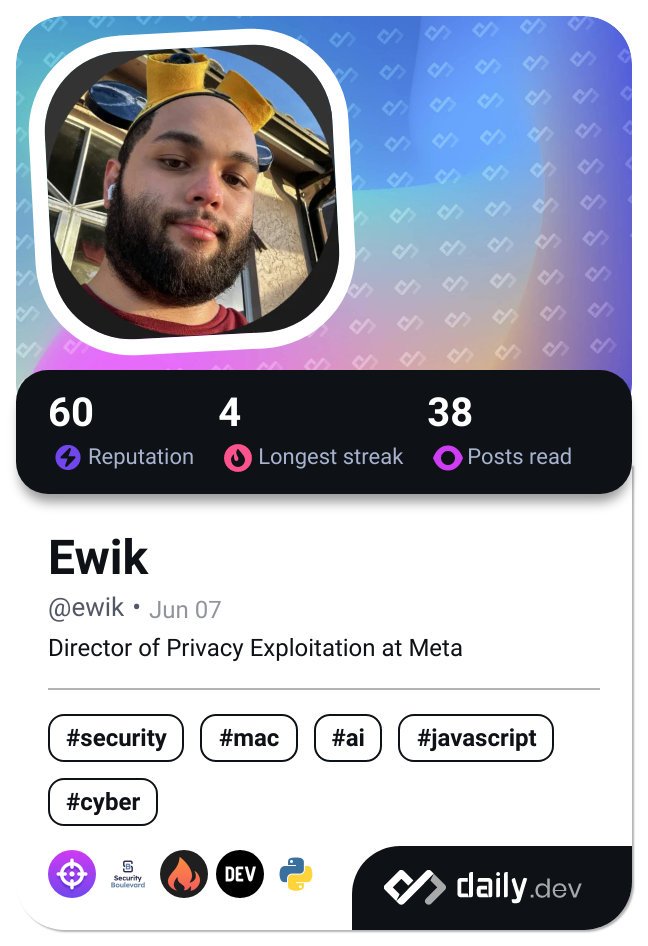 60 4 38
Reputation Longest streak Posts read
Ewik
@ewik • Jun 07
Director of Privacy Exploitation at Meta
#security #mac #ai #javascript
#cyber
Security
Boulevard
DEV
daily.dev